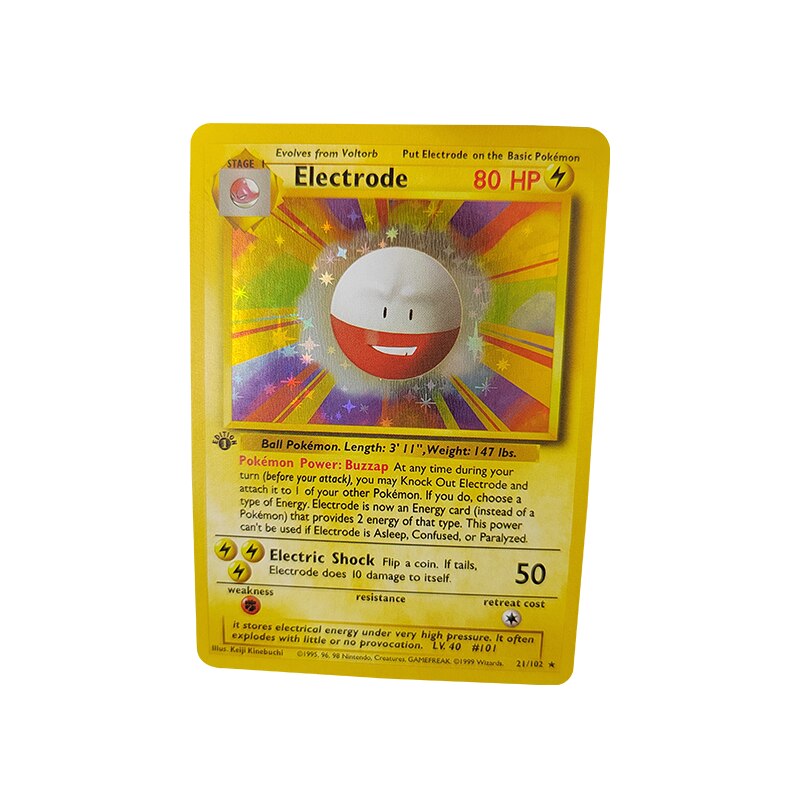 Evolves from Voltorb Put Electrode on the Basic Pokémon
STAGE 1
Electrode 80 HP
EDITION 1
Ball Pokémon. Length: 3' 11", Weight: 147 lbs.
Pokémon Power: Buzzap At any time during your
turn (before your attack), you may Knock Out Electrode and
attach it to 1 of your other Pokémon. If you do, choose a
type of Energy. Electrode is now an Energy card (instead of a
Pokémon) that provides 2 energy of that type. This power
can't be used if Electrode is Asleep, Confused, or Paralyzed.
Electric Shock Flip a coin. If tails,
Electrode does 10 damage to itself.
50
weakness resistance retreat cost
it stores electrical energy under very high pressure. It often
explodes with little or no provocation. LV. 40 #101
Illus. Keiji Kinebuchi ©1995, 96, 98 Nintendo, Creatures, GAMEFREAK. ©1999 Wizards. 21/102 ★